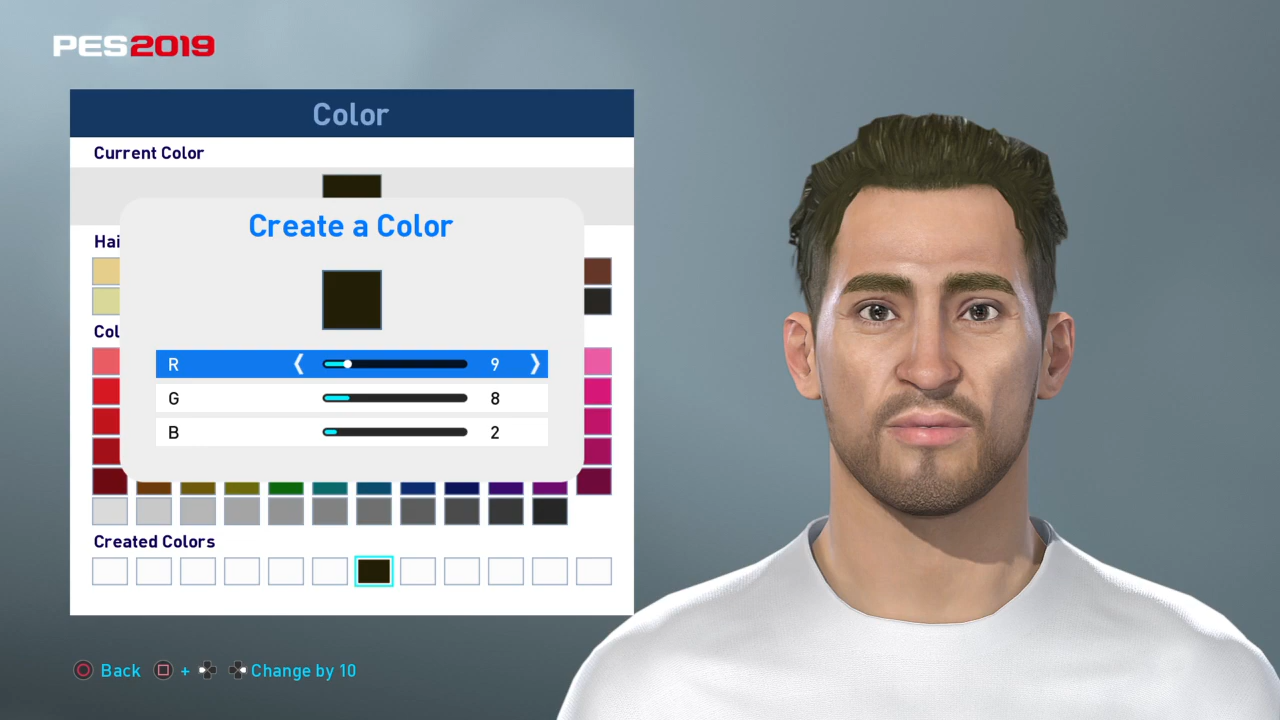 PES2019
Color
Current Color
Create a Color
Hai
Col
R 9
G 8
B 2
Created Colors
Back + Change by 10